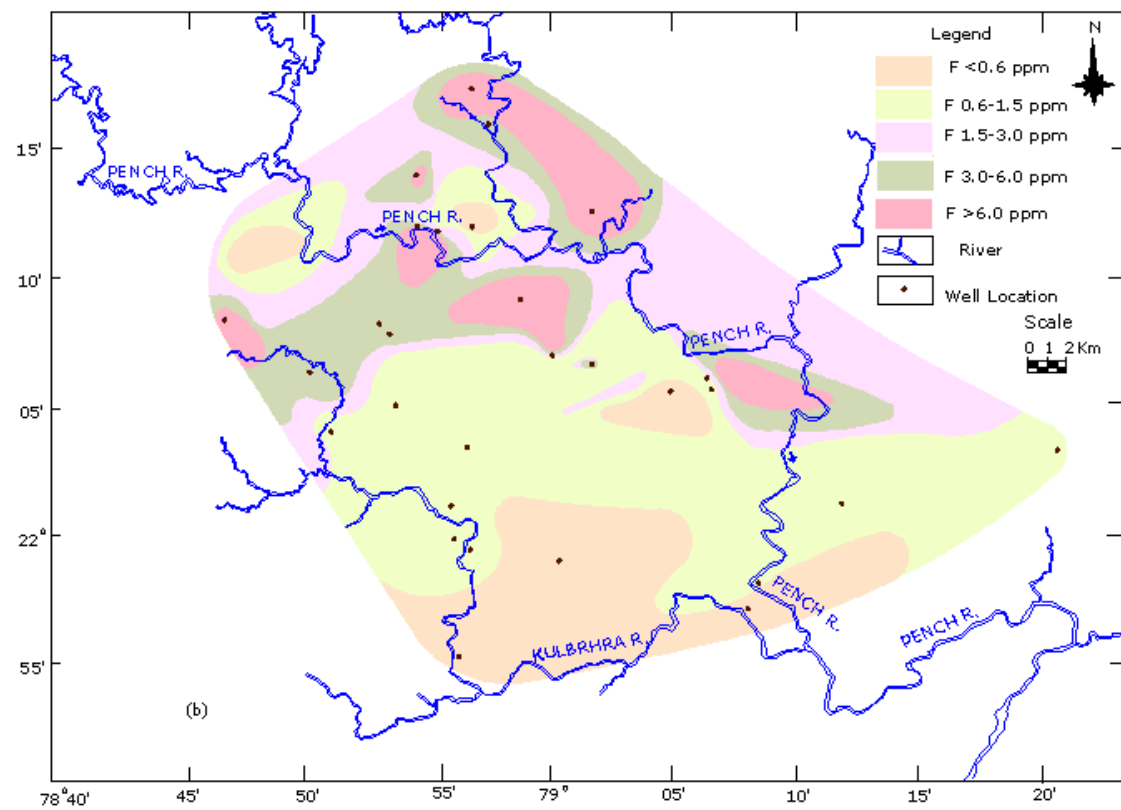 Legend
N
F <0.6 ppm
F 0.6-1.5 ppm
F 1.5-3.0 ppm
F 3.0-6.0 ppm
F >6.0 ppm
River
Well Location
Scale
0 1 2 Km
15'
10'
05'
22°
55'
PENCH R.
PENCH R.
PENCH R.
PENCH R.
PENCH R.
KULBRHRA R.
(b)
78°40' 45' 50' 55' 79° 05' 10' 20'